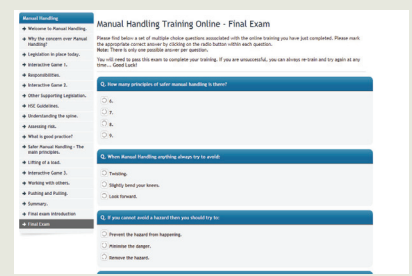 Manual Handling
Welcome to Manual Handling.
Why the concern over Manual
Handling?
Legislation in place today.
Interactive Game 1.
Responsibilities.
Interactive Game 2.
Other Supporting Legislation.
HSE Guidelines.
Understanding the spine.
Assessing risk.
What is good practice?
Safer Manual Handling - The
main principles.
Lifting of a load.
Interactive Game 3.
Working with others.
Pushing and Pulling.
Summary.
Final exam introduction
Final Exam
Manual Handling Training Online - Final Exam
Please find below a set of multiple choice questions associated with the online training you have just completed. Please mark
the appropriate correct answer by clicking on the radio button within each question.
Note: There is only one possible answer per question.
You will need to pass this exam to complete your training. If you are unsuccessful, you can always re-train and try again at any
time... Good Luck!
Q. How many principles of safer manual handling is there?
6.
7.
8.
9.
Q. When Manual Handling anything always try to avoid:
Twisting.
Slightly bend your knees.
Look forward.
Q. If you cannot avoid a hazard then you should try to:
Prevent the hazard from happening.
Minimise the danger.
Remove the hazard.